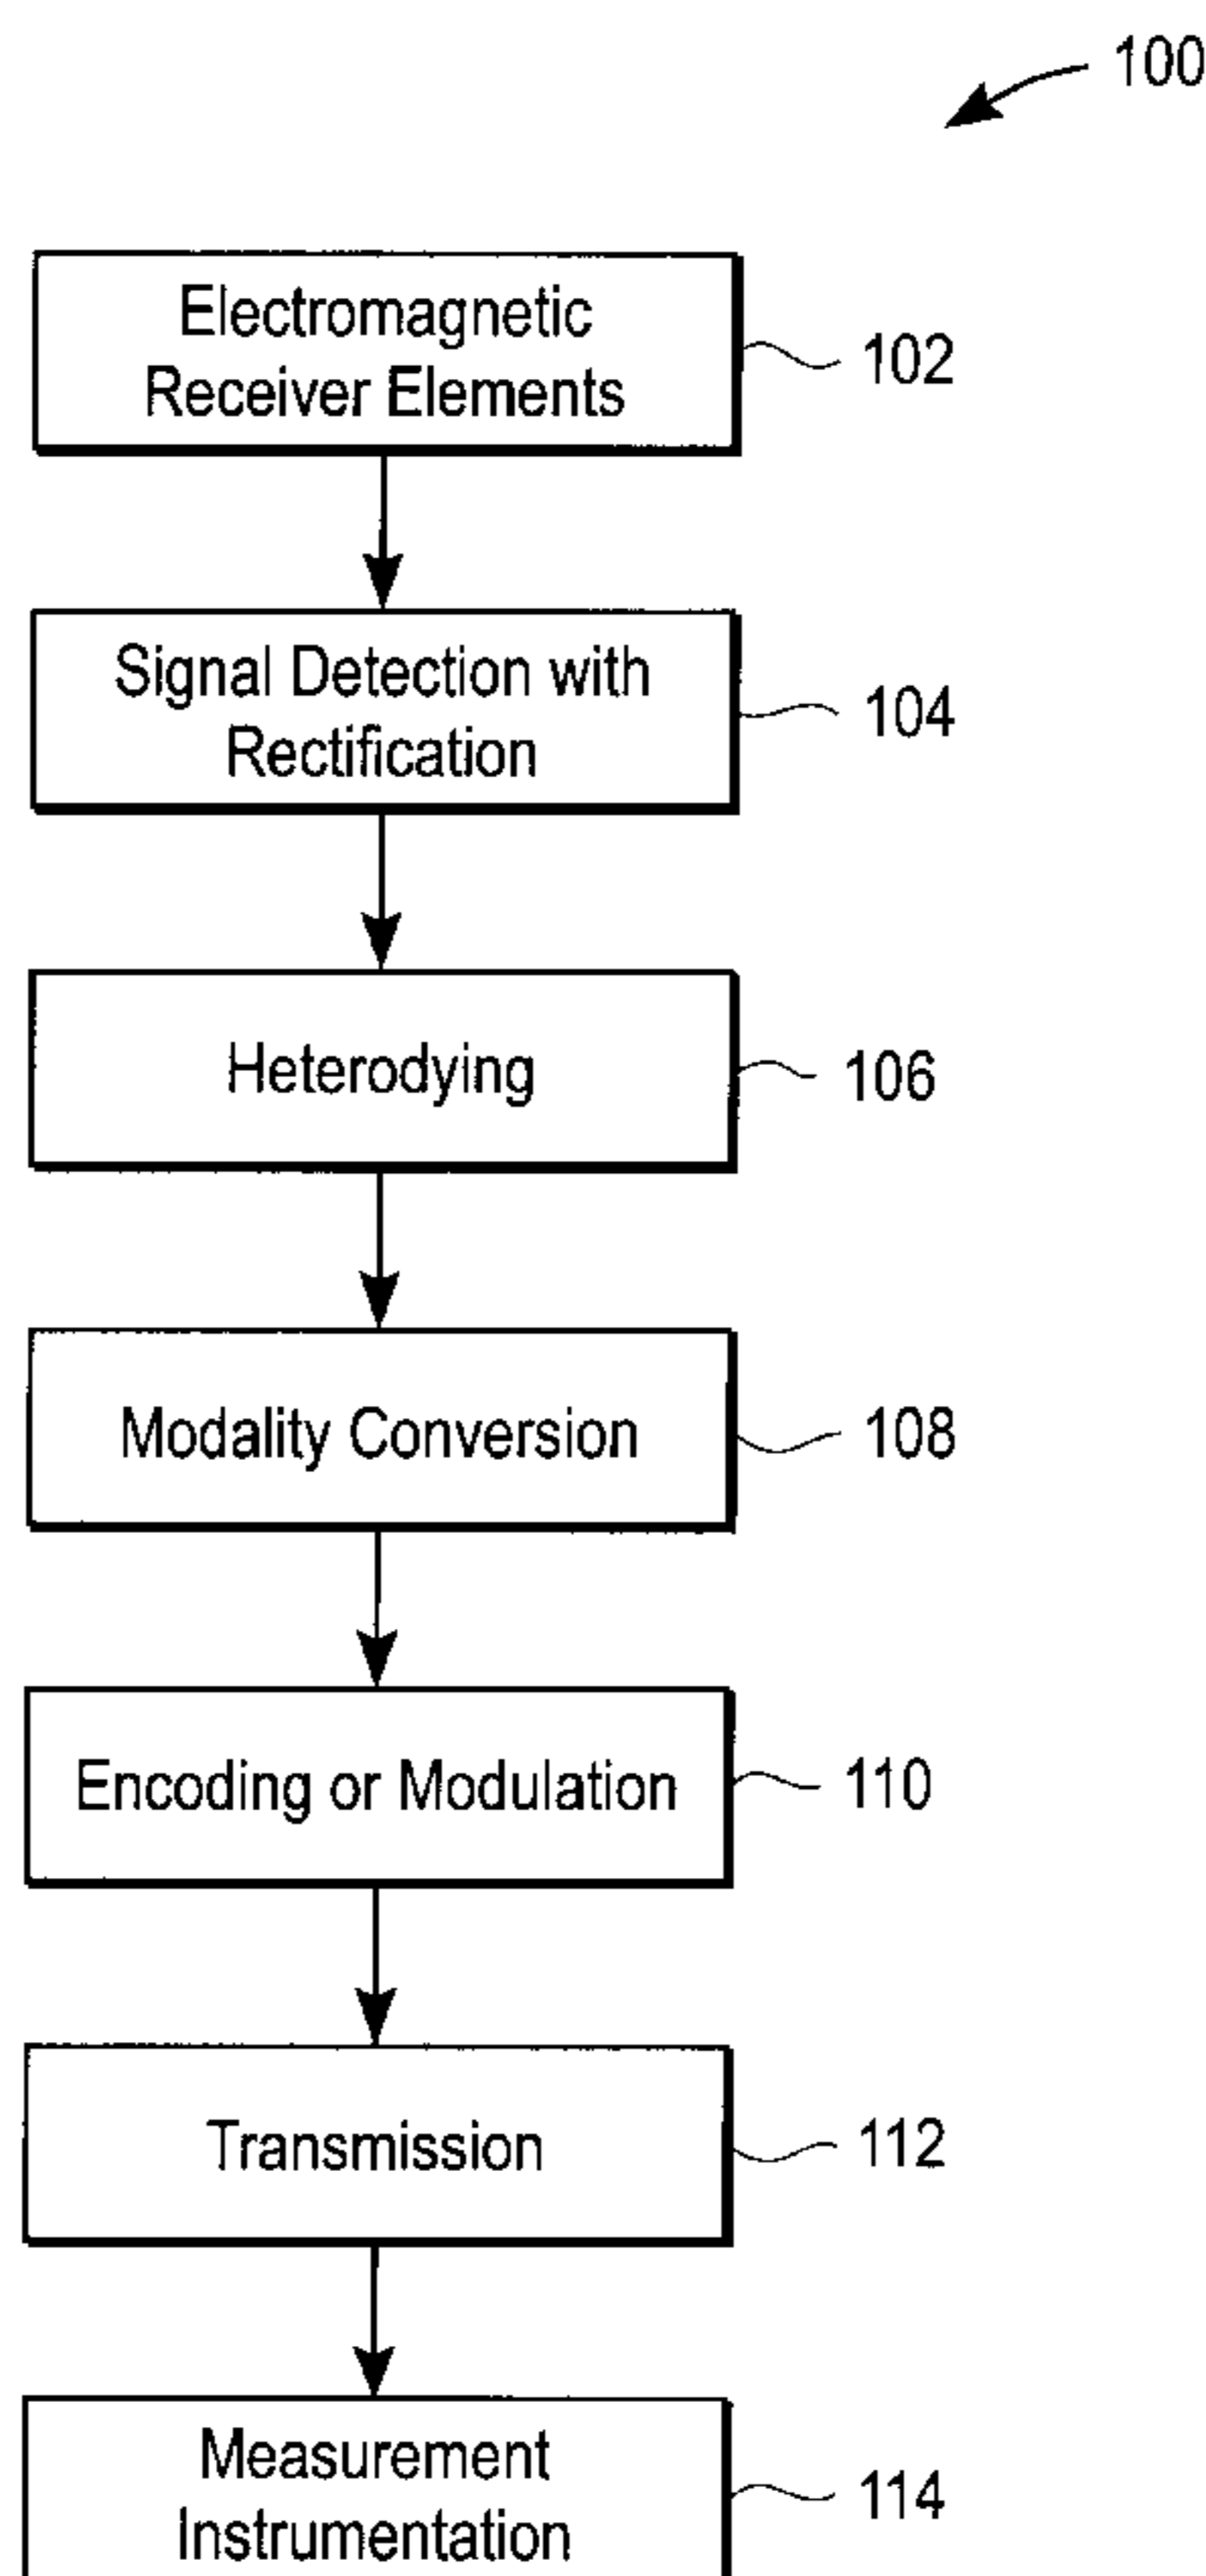 100
Electromagnetic
Receiver Elements
102
Signal Detection with
Rectification
104
Heterodying
106
Modality Conversion
108
Encoding or Modulation
110
Transmission
112
Measurement
Instrumentation
114